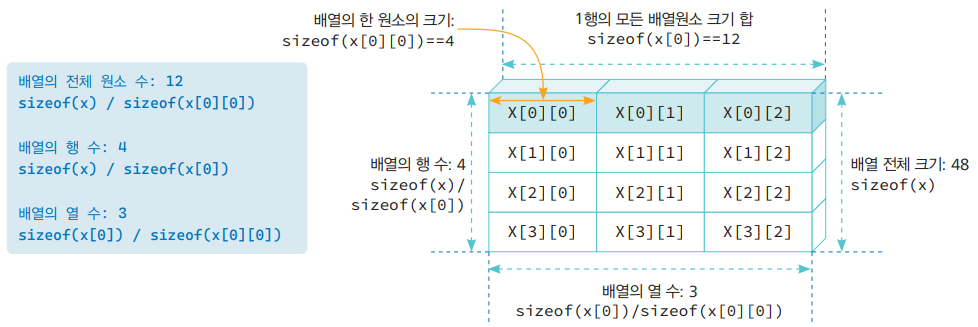 배열의 한 원소의 크기:
sizeof(x[0][0])==4
1행의 모든 배열원소 크기 합
sizeof(x[0])==12
배열의 전체 원소 수: 12
sizeof(x) / sizeof(x[0][0])
배열의 행 수: 4
sizeof(x) / sizeof(x[0])
배열의 열 수: 3
sizeof(x[0]) / sizeof(x[0][0])
배열의 행 수: 4
sizeof(x)/
sizeof(x[0])
X[0][0] X[0][1] X[0][2]
X[1][0] X[1][1] X[1][2]
X[2][0] X[2][1] X[2][2]
X[3][0] X[3][1] X[3][2]
배열 전체 크기: 48
sizeof(x)
배열의 열 수: 3
sizeof(x[0])/sizeof(x[0][0])